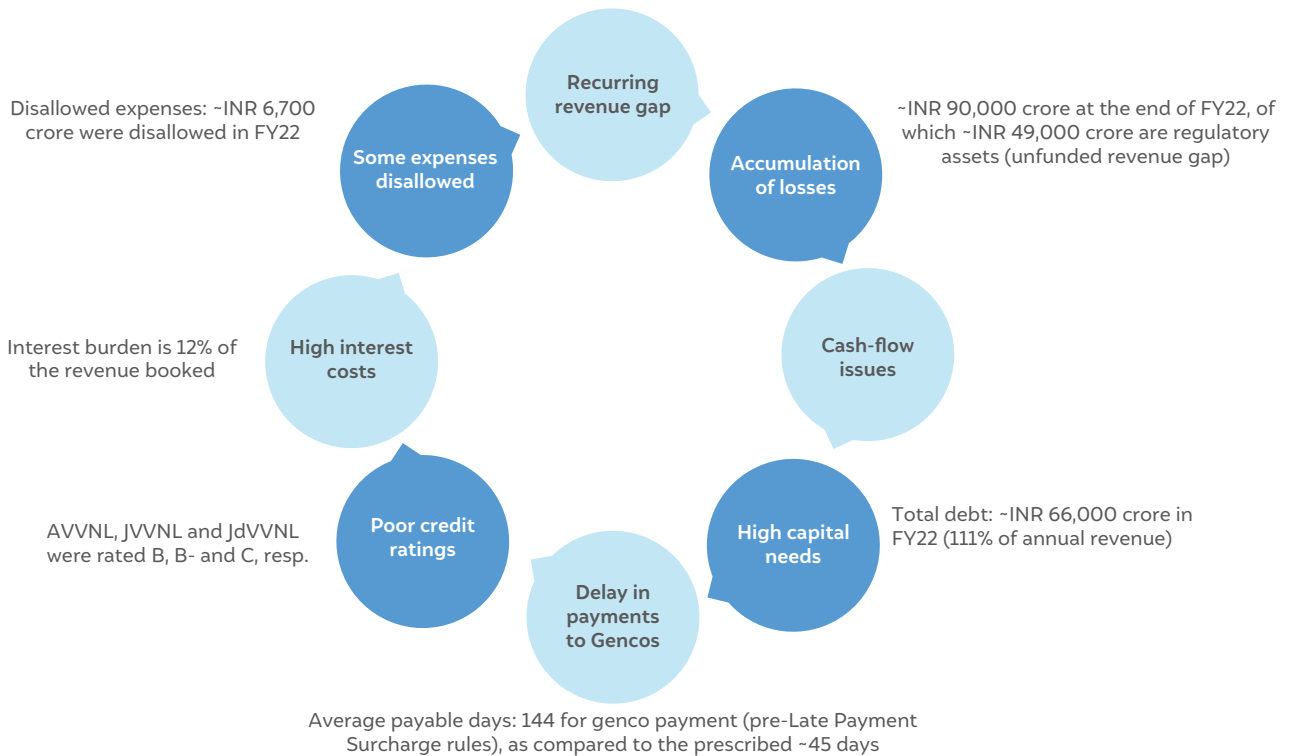 Recurring
revenue gap
Disallowed expenses: ~INR 6,700
crore were disallowed in FY22
~INR 90,000 crore at the end of FY22, of
which ~INR 49,000 crore are regulatory
assets (unfunded revenue gap)
Some expenses
disallowed
Accumulation
of losses
Interest burden is 12% of
the revenue booked
High interest
costs
Cash-flow
issues
AVVNL, JVVNL and JdVVNL
were rated B, B- and C, resp.
Poor credit
ratings
High capital
needs
Total debt: ~INR 66,000 crore in
FY22 (111% of annual revenue)
Delay in
payments
to Gencos
Average payable days: 144 for genco payment (pre-Late Payment
Surcharge rules), as compared to the prescribed ~45 days